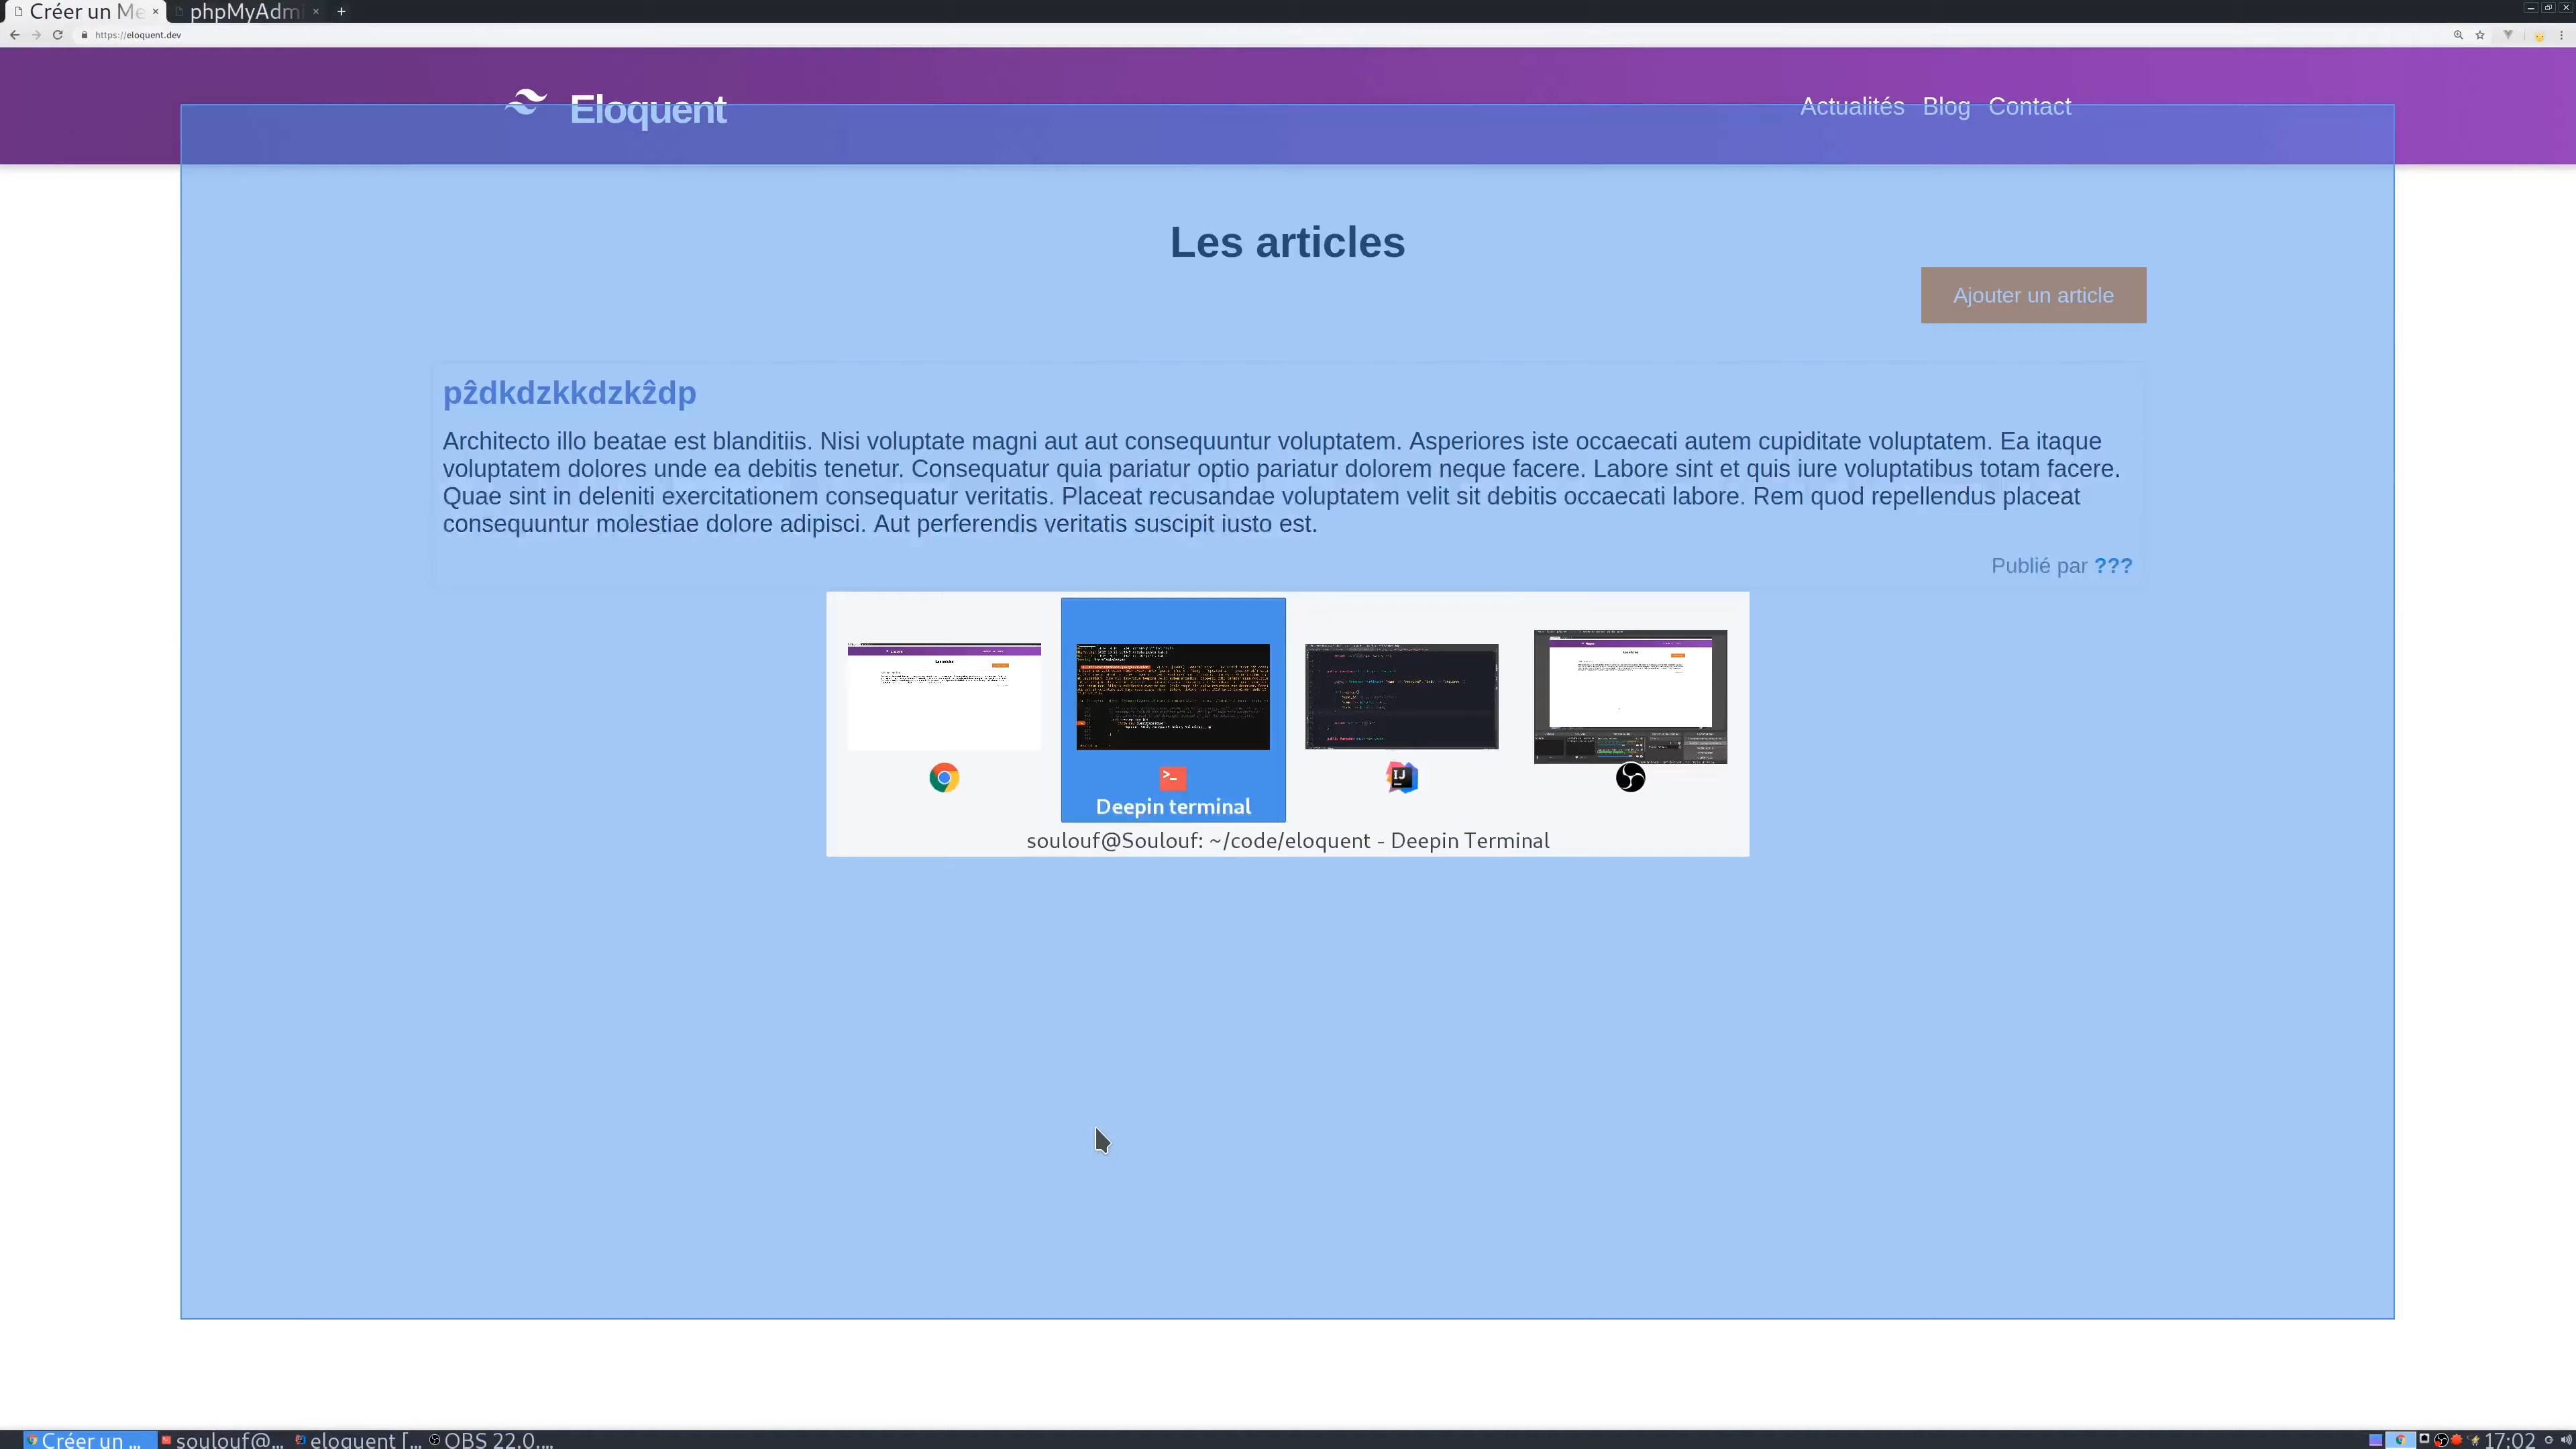 Créer un Me
phpMyAdmi
https://eloquent.dev
Eloquent
Actualités Blog Contact
Les articles
Ajouter un article
pẑdkdzkkdzkẑdp
Architecto illo beatae est blanditiis. Nisi voluptate magni aut aut consequuntur voluptatem. Asperiores iste occaecati autem cupiditate voluptatem. Ea itaque
voluptatem dolores unde ea debitis tenetur. Consequatur quia pariatur optio pariatur dolorem neque facere. Labore sint et quis iure voluptatibus totam facere.
Quae sint in deleniti exercitationem consequatur veritatis. Placeat recusandae voluptatem velit sit debitis occaecati labore. Rem quod repellendus placeat
consequuntur molestiae dolore adipisci. Aut perferendis veritatis suscipit iusto est.
Publié par ???
IJ
Deepin terminal
soulouf@Soulouf: ~/code/eloquent - Deepin Terminal
Créer un ...
soulouf@...
eloquent [...
OBS 22.0....
17:02